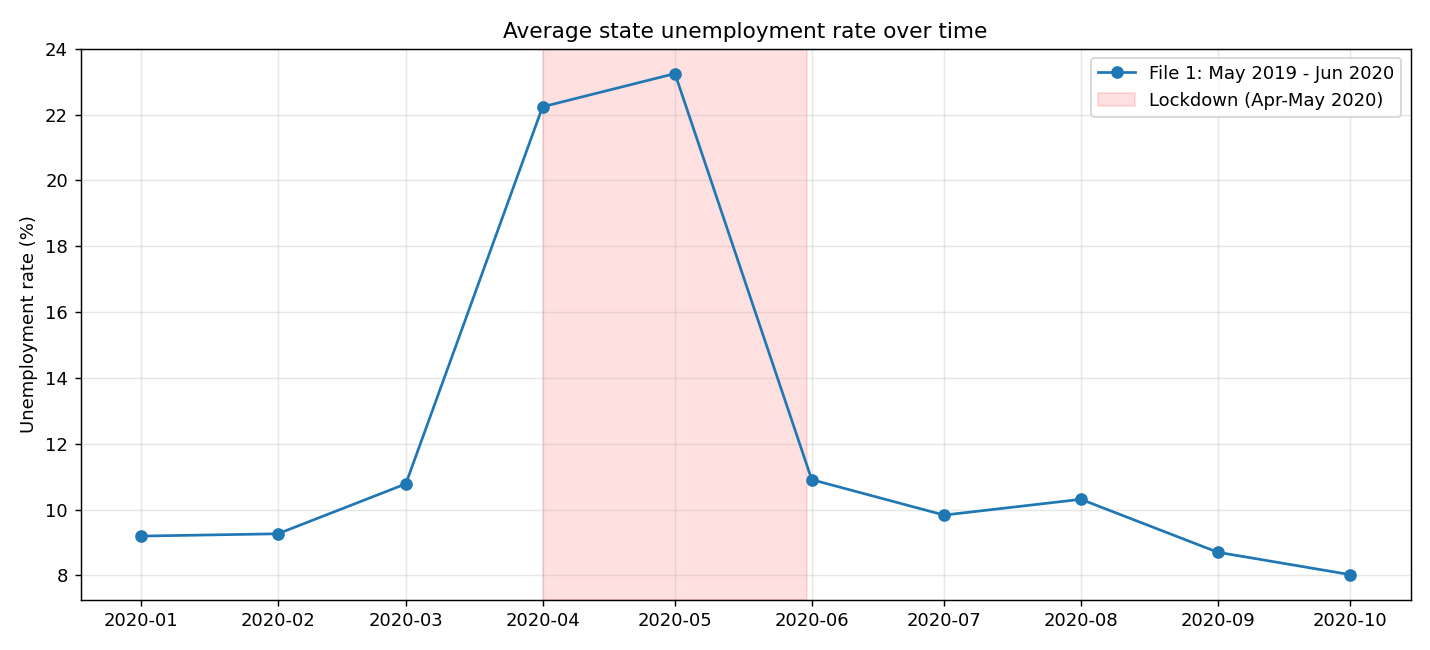 Average state unemployment rate over time
File 1: May 2019 - Jun 2020
Lockdown (Apr-May 2020)
Unemployment rate (%)
24
22
20
18
16
14
12
10
8
2020-01 2020-02 2020-03 2020-04 2020-05 2020-06 2020-07 2020-08 2020-09 2020-10